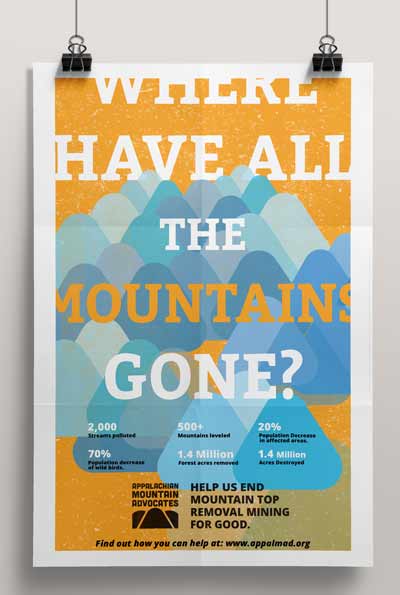 WHERE
HAVE ALL
THE
MOUNTAINS
GONE?
2,000
Streams polluted
500+
Mountains leveled
20%
Population Decrease
in affected areas.
70%
Population decrease
of wild birds.
1.4 Million
Forest acres removed
1.4 Million
Acres Destroyed
APPALACHIAN
MOUNTAIN
ADVOCATES
HELP US END
MOUNTAIN TOP
REMOVAL MINING
FOR GOOD.
Find out how you can help at: www.appalmad.org